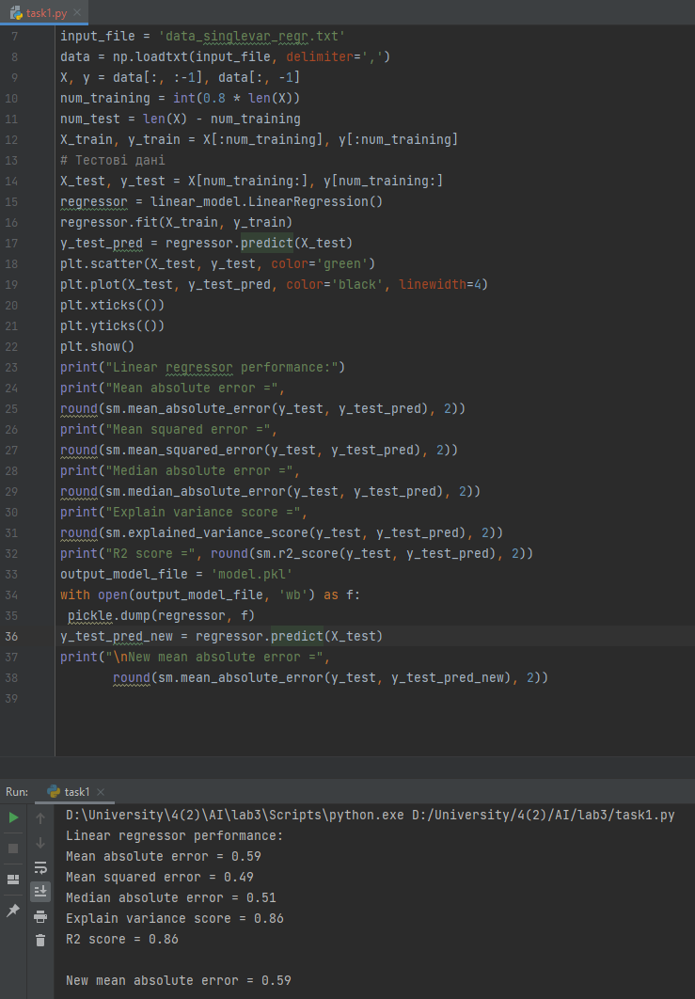 task1.py
7 input_file = 'data_singlevar_regr.txt'
8 data = np.loadtxt(input_file, delimiter=',')
9 X, y = data[:, :-1], data[:, -1]
10 num_training = int(0.8 * len(X))
11 num_test = len(X) - num_training
12 X_train, y_train = X[:num_training], y[:num_training]
13 # Тестові дані
14 X_test, y_test = X[num_training:], y[num_training:]
15 regressor = linear_model.LinearRegression()
16 regressor.fit(X_train, y_train)
17 y_test_pred = regressor.predict(X_test)
18 plt.scatter(X_test, y_test, color='green')
19 plt.plot(X_test, y_test_pred, color='black', linewidth=4)
20 plt.xticks(())
21 plt.yticks(())
22 plt.show()
23 print("Linear regressor performance:")
24 print("Mean absolute error =",
25 round(sm.mean_absolute_error(y_test, y_test_pred), 2))
26 print("Mean squared error =",
27 round(sm.mean_squared_error(y_test, y_test_pred), 2))
28 print("Median absolute error =",
29 round(sm.median_absolute_error(y_test, y_test_pred), 2))
30 print("Explain variance score =",
31 round(sm.explained_variance_score(y_test, y_test_pred), 2))
32 print("R2 score =", round(sm.r2_score(y_test, y_test_pred), 2))
33 output_model_file = 'model.pkl'
34 with open(output_model_file, 'wb') as f:
35  pickle.dump(regressor, f)
36 y_test_pred_new = regressor.predict(X_test)
37 print("\nNew mean absolute error =",
38       round(sm.mean_absolute_error(y_test, y_test_pred_new), 2))
39
Run: task1
D:\University\4(2)\AI\lab3\Scripts\python.exe D:/University/4(2)/AI/lab3/task1.py
Linear regressor performance:
Mean absolute error = 0.59
Mean squared error = 0.49
Median absolute error = 0.51
Explain variance score = 0.86
R2 score = 0.86
New mean absolute error = 0.59